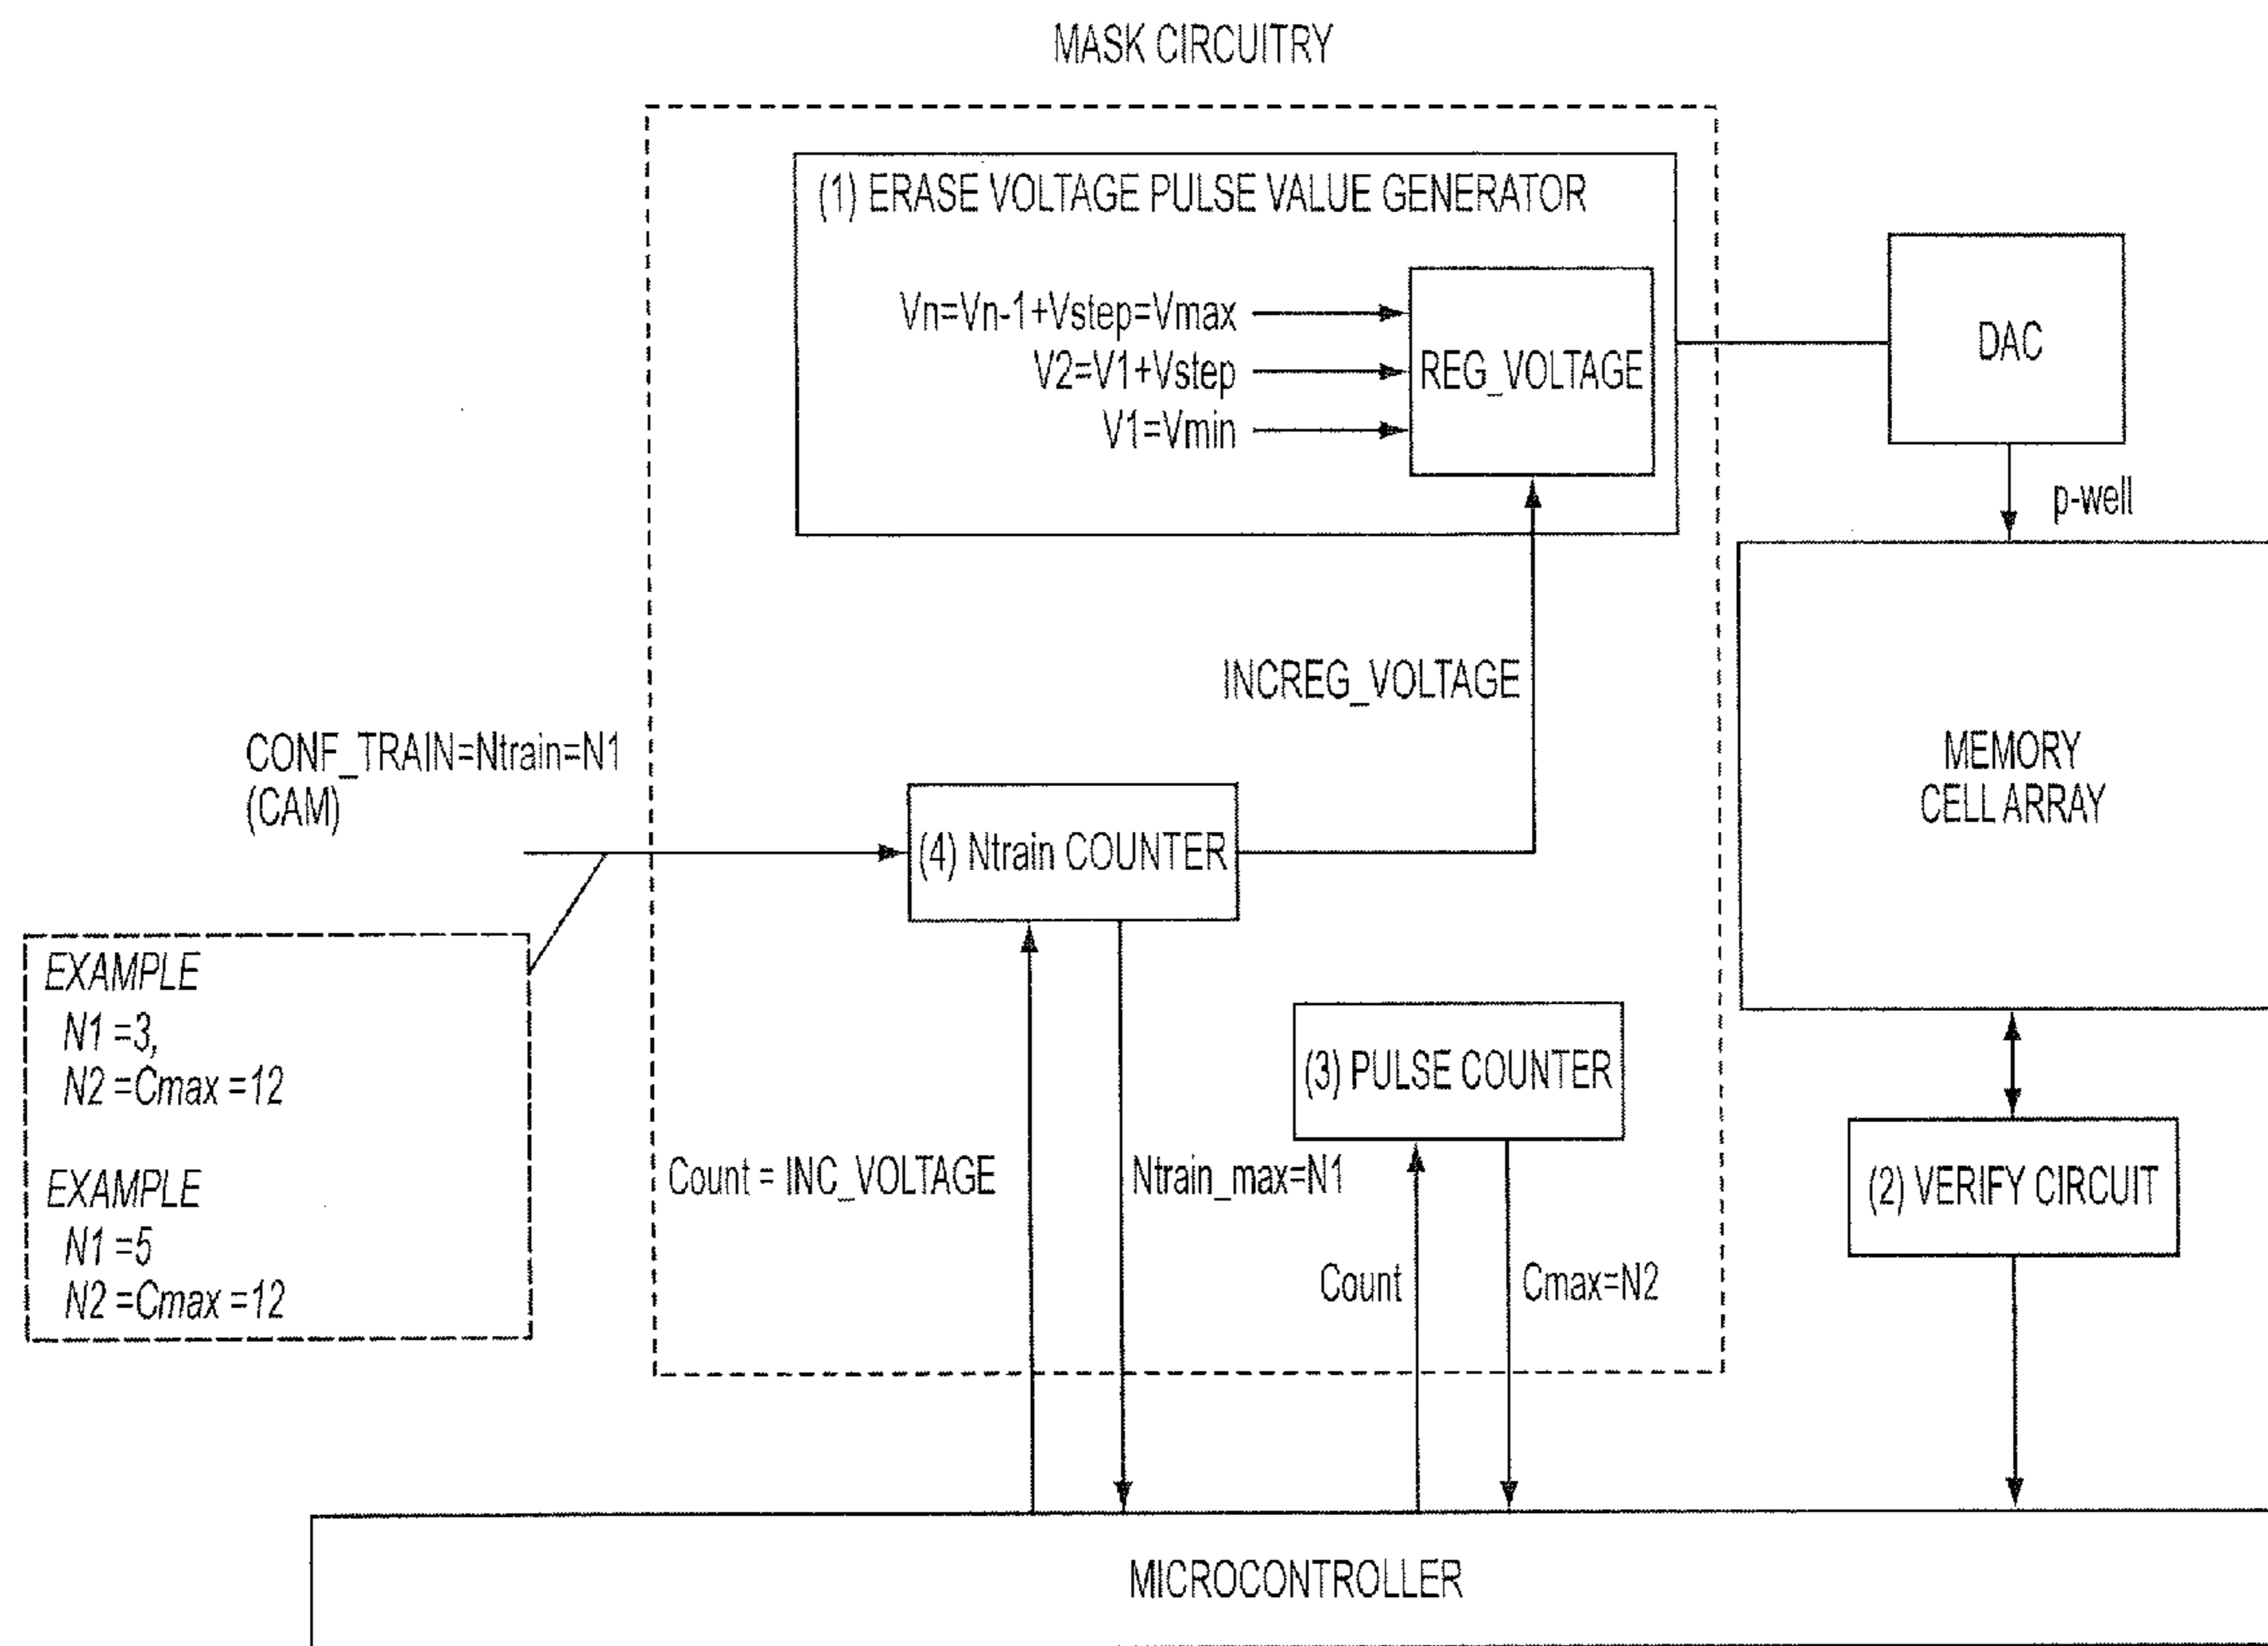 MASK CIRCUITRY
(1) ERASE VOLTAGE PULSE VALUE GENERATOR
Vn=Vn-1+Vstep=Vmax
V2=V1+Vstep
V1=Vmin
REG_VOLTAGE
DAC
p-well
INCREG_VOLTAGE
CONF_TRAIN=Ntrain=N1
(CAM)
(4) Ntrain COUNTER
MEMORY
CELL ARRAY
EXAMPLE
N1 =3,
N2 =Cmax =12
EXAMPLE
N1 =5
N2 =Cmax =12
(3) PULSE COUNTER
Count = INC_VOLTAGE
Ntrain_max=N1
Count
Cmax=N2
(2) VERIFY CIRCUIT
MICROCONTROLLER